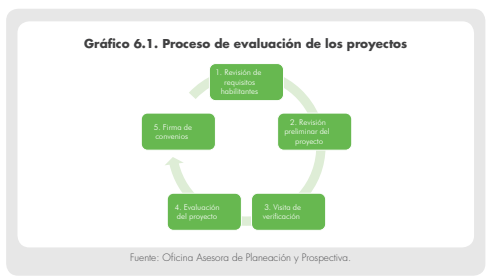 Gráfico 6.1. Proceso de evaluación de los proyectos
1. Revisión de
requisitos
habilitantes
2. Revisión
preliminar del
proyecto
3. Visita de
verificación
4. Evaluación
del proyecto
5. Firma de
convenios
Fuente: Oficina Asesora de Planeación y Prospectiva.